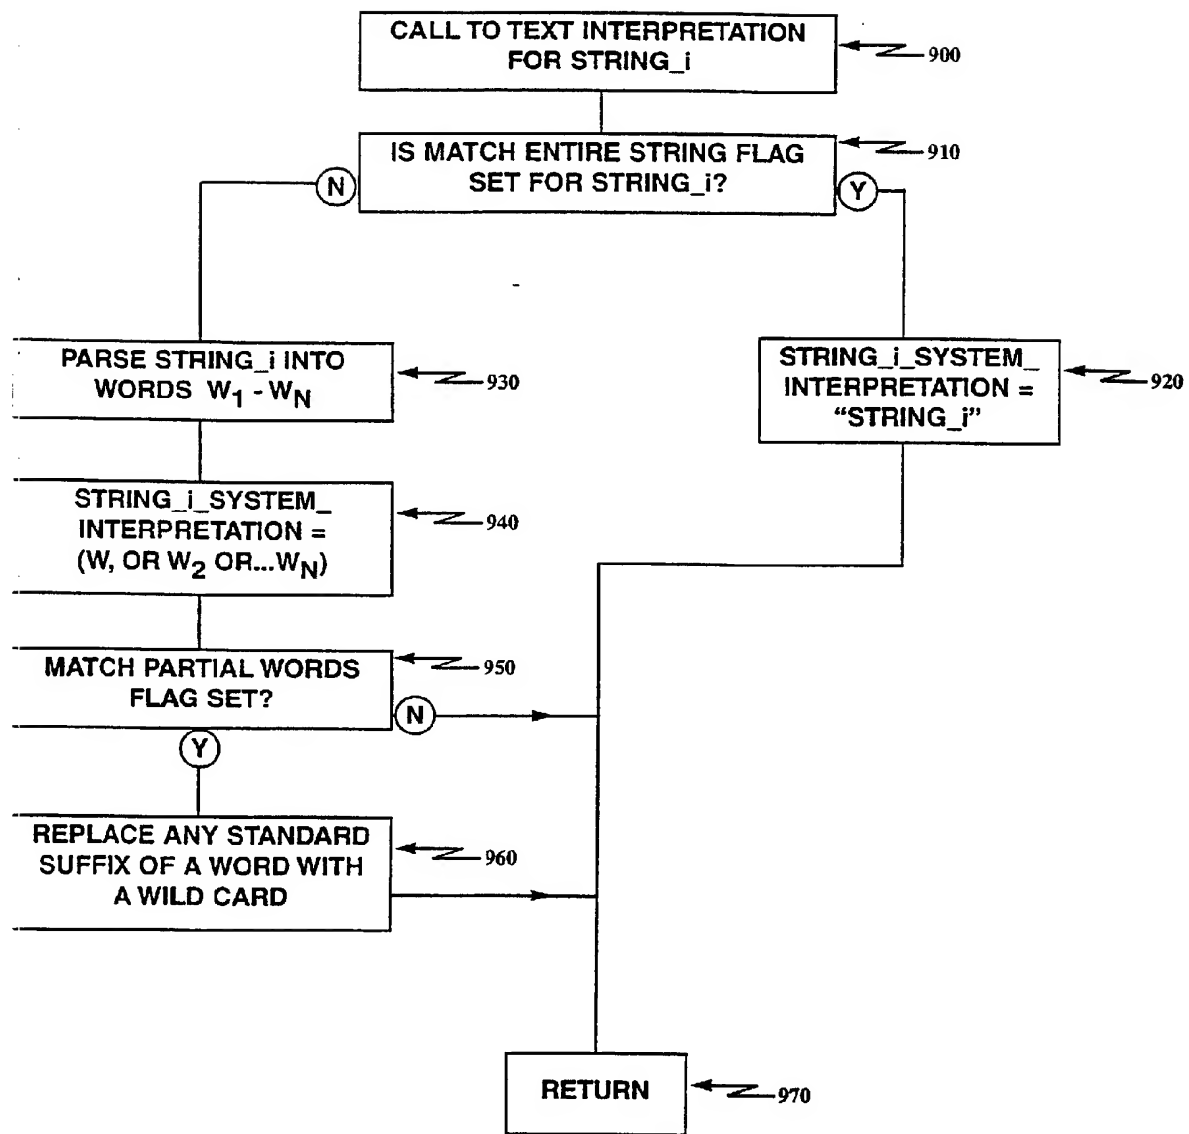 CALL TO TEXT INTERPRETATION
FOR STRING_i
900
IS MATCH ENTIRE STRING FLAG
SET FOR STRING_i?
910
N
Y
PARSE STRING_i INTO
WORDS W1 - WN
930
STRING_i_SYSTEM_
INTERPRETATION =
“STRING_i”
920
STRING_i_SYSTEM_
INTERPRETATION =
(W, OR W2 OR...WN)
940
MATCH PARTIAL WORDS
FLAG SET?
950
N
Y
REPLACE ANY STANDARD
SUFFIX OF A WORD WITH
A WILD CARD
960
RETURN
970